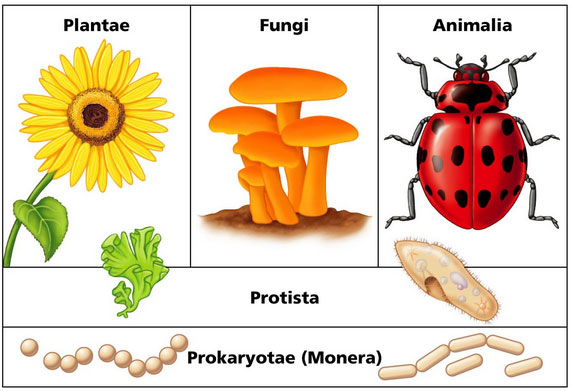 Plantae
Fungi
Animalia
Protista
Prokaryotae (Monera)